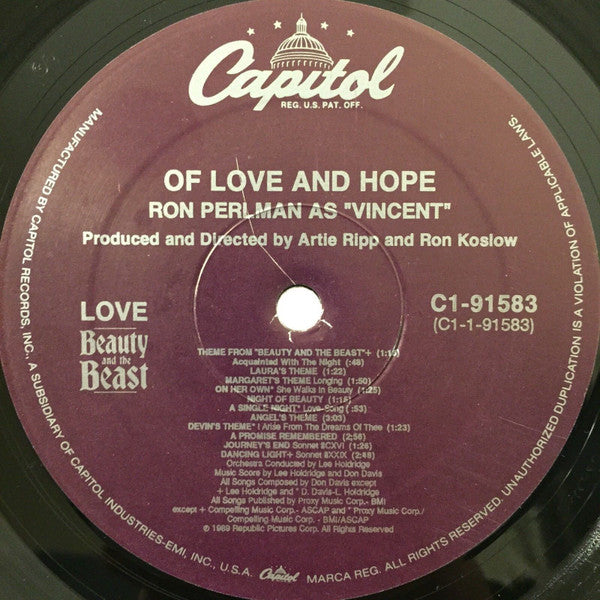 Capitol
REG. U.S. PAT. OFF.
OF LOVE AND HOPE
RON PERLMAN AS "VINCENT"
Produced and Directed by Artie Ripp and Ron Koslow
LOVE
Beauty
and the
Beast
C1-91583
(C1-1-91583)
THEME FROM "BEAUTY AND THE BEAST"+
Acquainted With The Night (:48)
LAURA'S THEME (1:22)
MARGARET'S THEME Longing (1:50)
ON HER OWN* She Walks In Beauty (1:25)
NIGHT OF BEAUTY
A SINGLE NIGHT* Love-Song (:53)
ANGEL'S THEME (3:03)
DEVIN'S THEME* I Arise From The Dreams Of Thee (1:23)
A PROMISE REMEMBERED (2:56)
JOURNEY'S END Sonnet
DANCING LIGHT+ Sonnet
Orchestra Conducted by Lee Holdridge
Music Score by Lee Holdridge and Don Davis
All Songs Composed by Don Davis except
+ Lee Holdridge and * D. Davis-L. Holdridge
All Songs Published by Proxy Music Corp.- BMI
except + Compelling Music Corp.- ASCAP and * Proxy Music Corp./
Compelling Music Corp. - BMI/ASCAP
℗ 1989 Republic Pictures Corp. All Rights Reserved
MANUFACTURED BY CAPITOL RECORDS, INC., A SUBSIDIARY OF CAPITOL INDUSTRIES-EMI, INC., U.S.A. Capitol MARCA REG. ALL RIGHTS RESERVED. UNAUTHORIZED DUPLICATION IS A VIOLATION OF APPLICABLE LAWS.